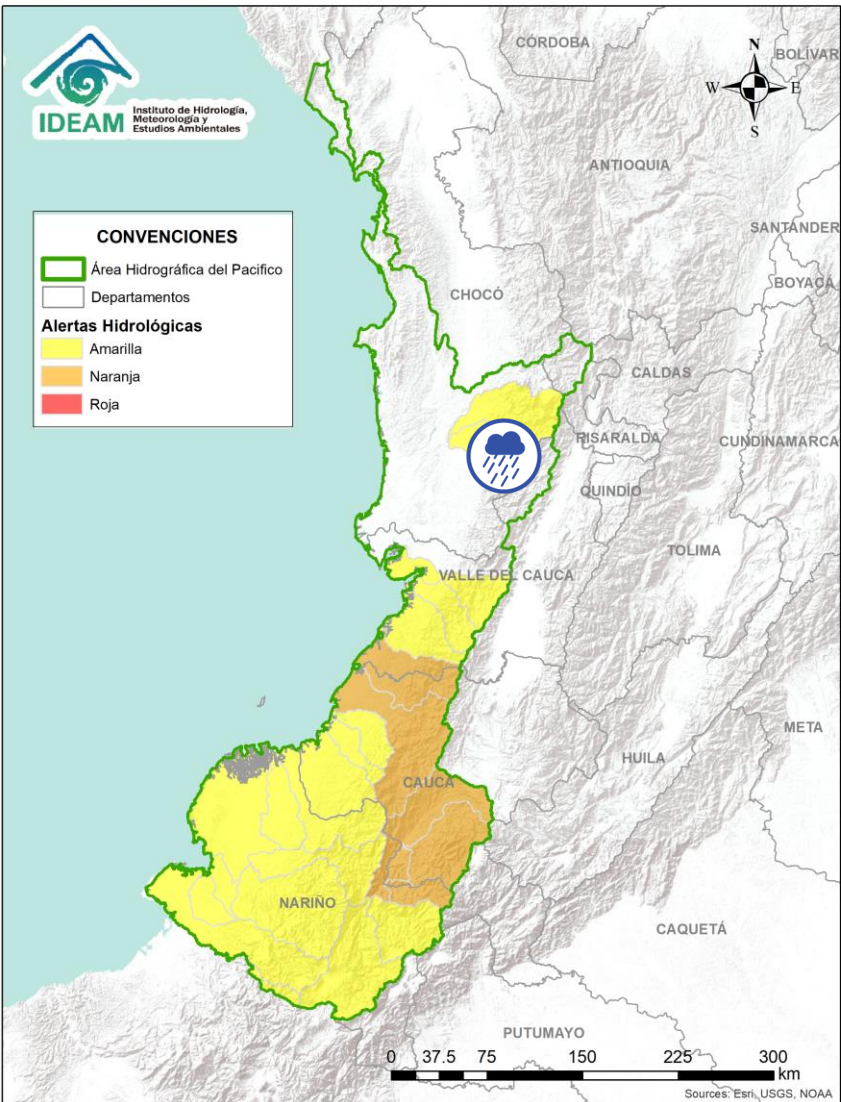 IDEAM
Instituto de Hidrología,
Meteorología y
Estudios Ambientales
CONVENCIONES
Área Hidrográfica del Pacifico
Departamentos
Alertas Hidrológicas
Amarilla
Naranja
Roja
N
W
E
S
CÓRDOBA
BOLÍVAR
ANTIOQUIA
SANTANDER
BOYACÁ
CHOCÓ
CALDAS
RISARALDA
CUNDINAMARCA
QUINDÍO
TOLIMA
VALLE DEL CAUCA
META
HUILA
CAUCA
NARIÑO
CAQUETÁ
PUTUMAYO
0 37.5 75 150 225 300
km
Sources: Esri, USGS, NOAA